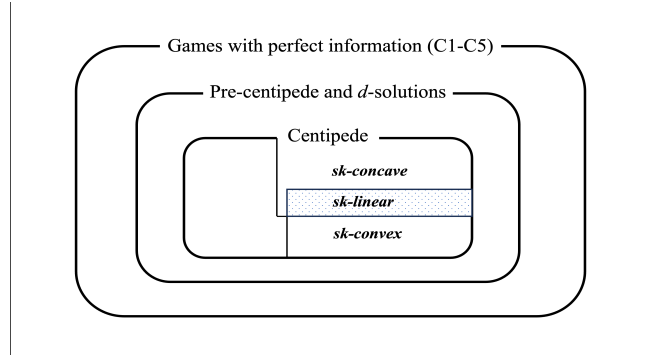 Games with perfect information (C1-C5)
Pre-centipede and d-solutions
Centipede
sk-concave
sk-linear
sk-convex